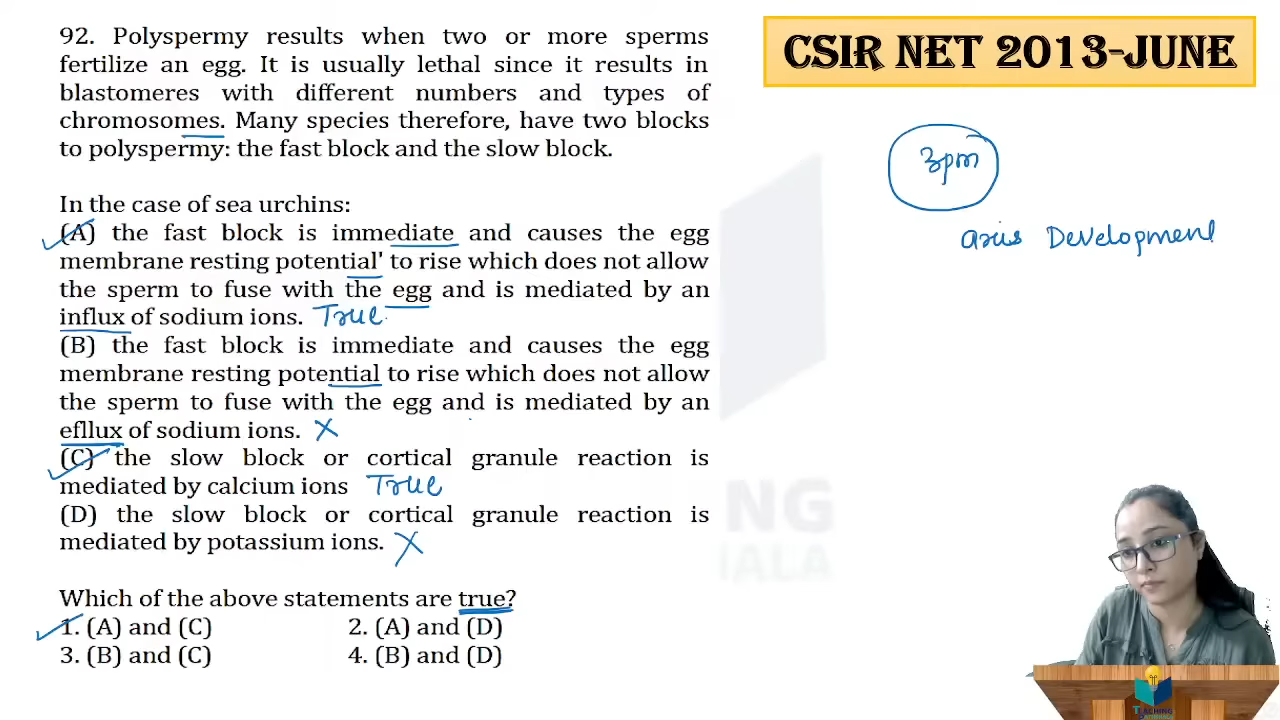 CSIR NET 2013-JUNE
92. Polyspermy results when two or more sperms
fertilize an egg. It is usually lethal since it results in
blastomeres with different numbers and types of
chromosomes. Many species therefore, have two blocks
to polyspermy: the fast block and the slow block.
In the case of sea urchins:
(A) the fast block is immediate and causes the egg
membrane resting potential' to rise which does not allow
the sperm to fuse with the egg and is mediated by an
influx of sodium ions. True
(B) the fast block is immediate and causes the egg
membrane resting potential to rise which does not allow
the sperm to fuse with the egg and is mediated by an
efllux of sodium ions. X
(C) the slow block or cortical granule reaction is
mediated by calcium ions True
(D) the slow block or cortical granule reaction is
mediated by potassium ions. X
Which of the above statements are true?
1. (A) and (C) 2. (A) and (D)
3. (B) and (C) 4. (B) and (D)
3pm
axis Development
NG
IALA